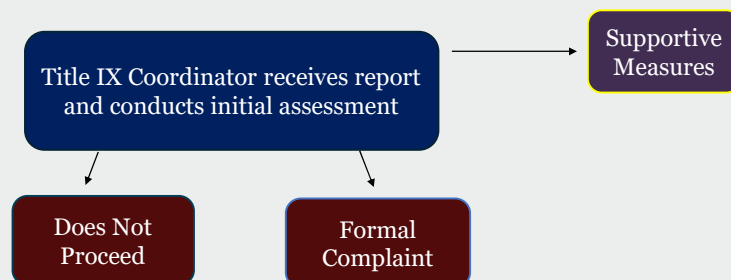 Supportive
Measures
Title IX Coordinator receives report
and conducts initial assessment
Does Not
Proceed
Formal
Complaint